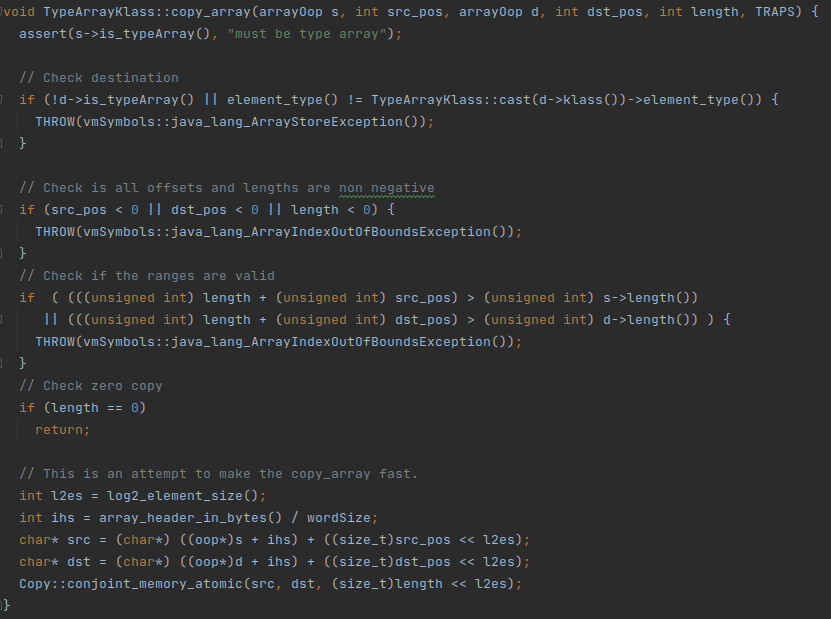 void TypeArrayKlass::copy_array(arrayOop s, int src_pos, arrayOop d, int dst_pos, int length, TRAPS) {
  assert(s->is_typeArray(), "must be type array");

  // Check destination
  if (!d->is_typeArray() || element_type() != TypeArrayKlass::cast(d->klass())->element_type()) {
    THROW(vmSymbols::java_lang_ArrayStoreException());
  }

  // Check is all offsets and lengths are non negative
  if (src_pos < 0 || dst_pos < 0 || length < 0) {
    THROW(vmSymbols::java_lang_ArrayIndexOutOfBoundsException());
  }
  // Check if the ranges are valid
  if  ( (((unsigned int) length + (unsigned int) src_pos) > (unsigned int) s->length())
     || (((unsigned int) length + (unsigned int) dst_pos) > (unsigned int) d->length()) ) {
    THROW(vmSymbols::java_lang_ArrayIndexOutOfBoundsException());
  }
  // Check zero copy
  if (length == 0)
    return;

  // This is an attempt to make the copy_array fast.
  int l2es = log2_element_size();
  int ihs = array_header_in_bytes() / wordSize;
  char* src = (char*) ((oop*)s + ihs) + ((size_t)src_pos << l2es);
  char* dst = (char*) ((oop*)d + ihs) + ((size_t)dst_pos << l2es);
  Copy::conjoint_memory_atomic(src, dst, (size_t)length << l2es);
}